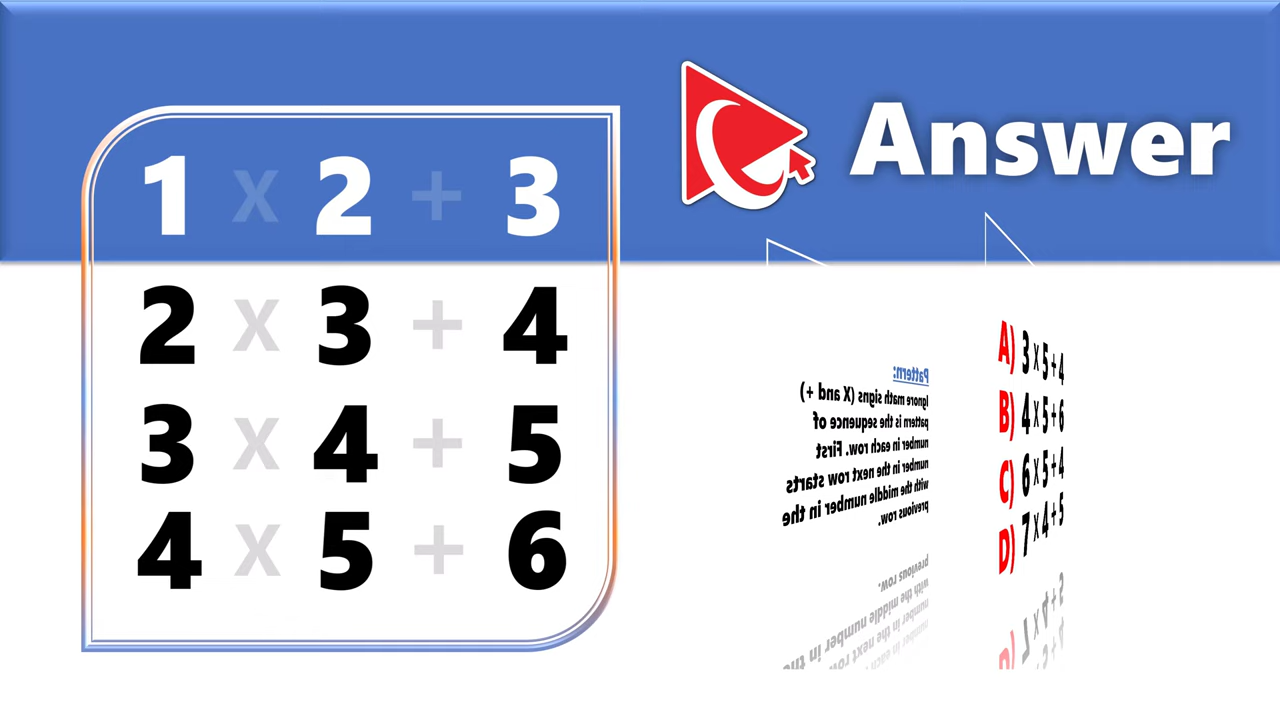 Answer
1 x 2 + 3
2 x 3 + 4
3 x 4 + 5
4 x 5 + 6
Pattern:
Ignore math signs (X and +)
pattern is the sequence of
number in each row. First
number in the next row starts
with the middle number in the
previous row.
A) 3 x 5 + 4
B) 4 x 5 + 6
C) 6 x 5 + 4
D) 7 x 4 + 5